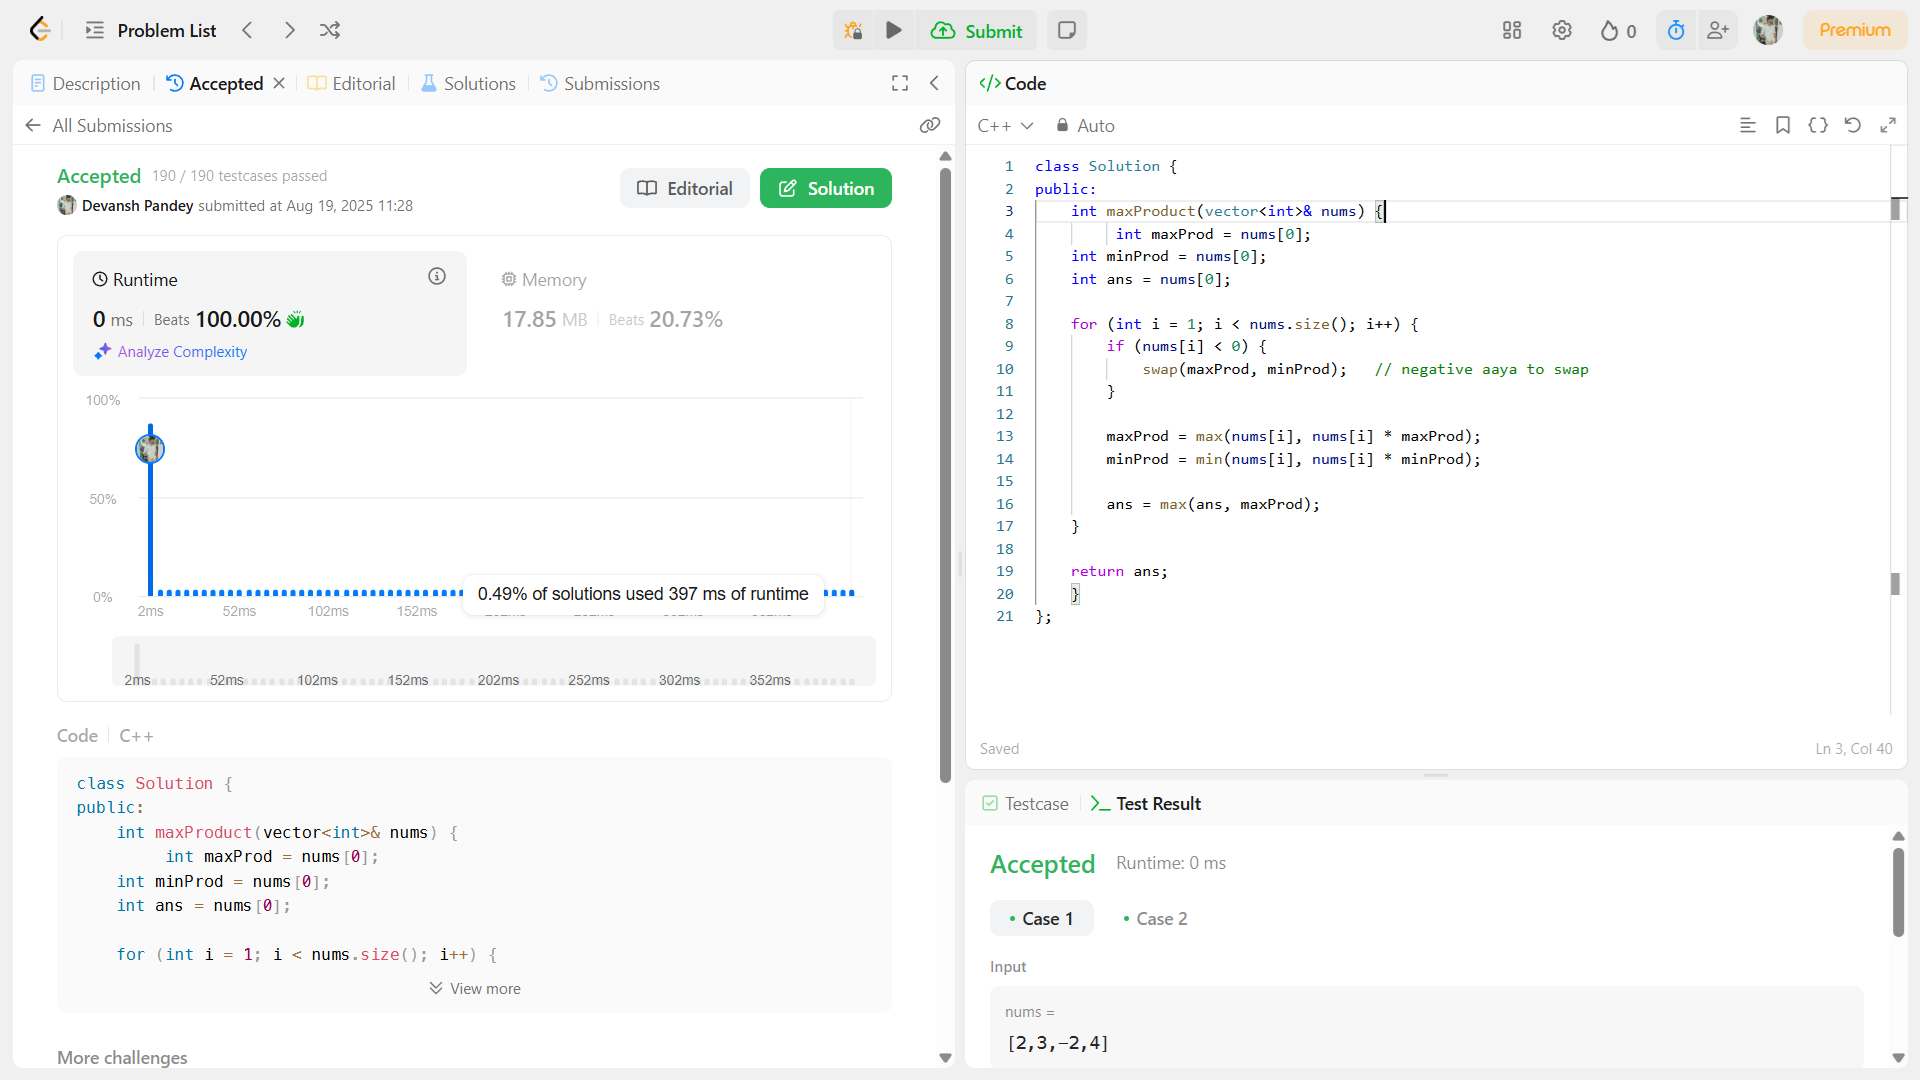 Problem List
Submit
0
Premium
Description
Accepted
Editorial
Solutions
Submissions
All Submissions
Accepted 190 / 190 testcases passed
Devansh Pandey submitted at Aug 19, 2025 11:28
Editorial
Solution
Runtime
0 ms Beats 100.00%
Analyze Complexity
Memory
17.85 MB Beats 20.73%
100%
50%
0%
0.49% of solutions used 397 ms of runtime
2ms 52ms 102ms 152ms
2ms 52ms 102ms 152ms 202ms 252ms 302ms 352ms
Code C++
class Solution {
public:
int maxProduct(vector<int>& nums) {
int maxProd = nums[0];
int minProd = nums[0];
int ans = nums[0];
for (int i = 1; i < nums.size(); i++) {
View more
More challenges
</> Code
C++ Auto
1 class Solution {
2 public:
3 int maxProduct(vector<int>& nums) {
4 int maxProd = nums[0];
5 int minProd = nums[0];
6 int ans = nums[0];
7
8 for (int i = 1; i < nums.size(); i++) {
9 if (nums[i] < 0) {
10 swap(maxProd, minProd); // negative aaya to swap
11 }
12
13 maxProd = max(nums[i], nums[i] * maxProd);
14 minProd = min(nums[i], nums[i] * minProd);
15
16 ans = max(ans, maxProd);
17 }
18
19 return ans;
20 }
21 };
Saved
Ln 3, Col 40
Testcase
Test Result
Accepted Runtime: 0 ms
Case 1
Case 2
Input
nums =
[2,3,-2,4]